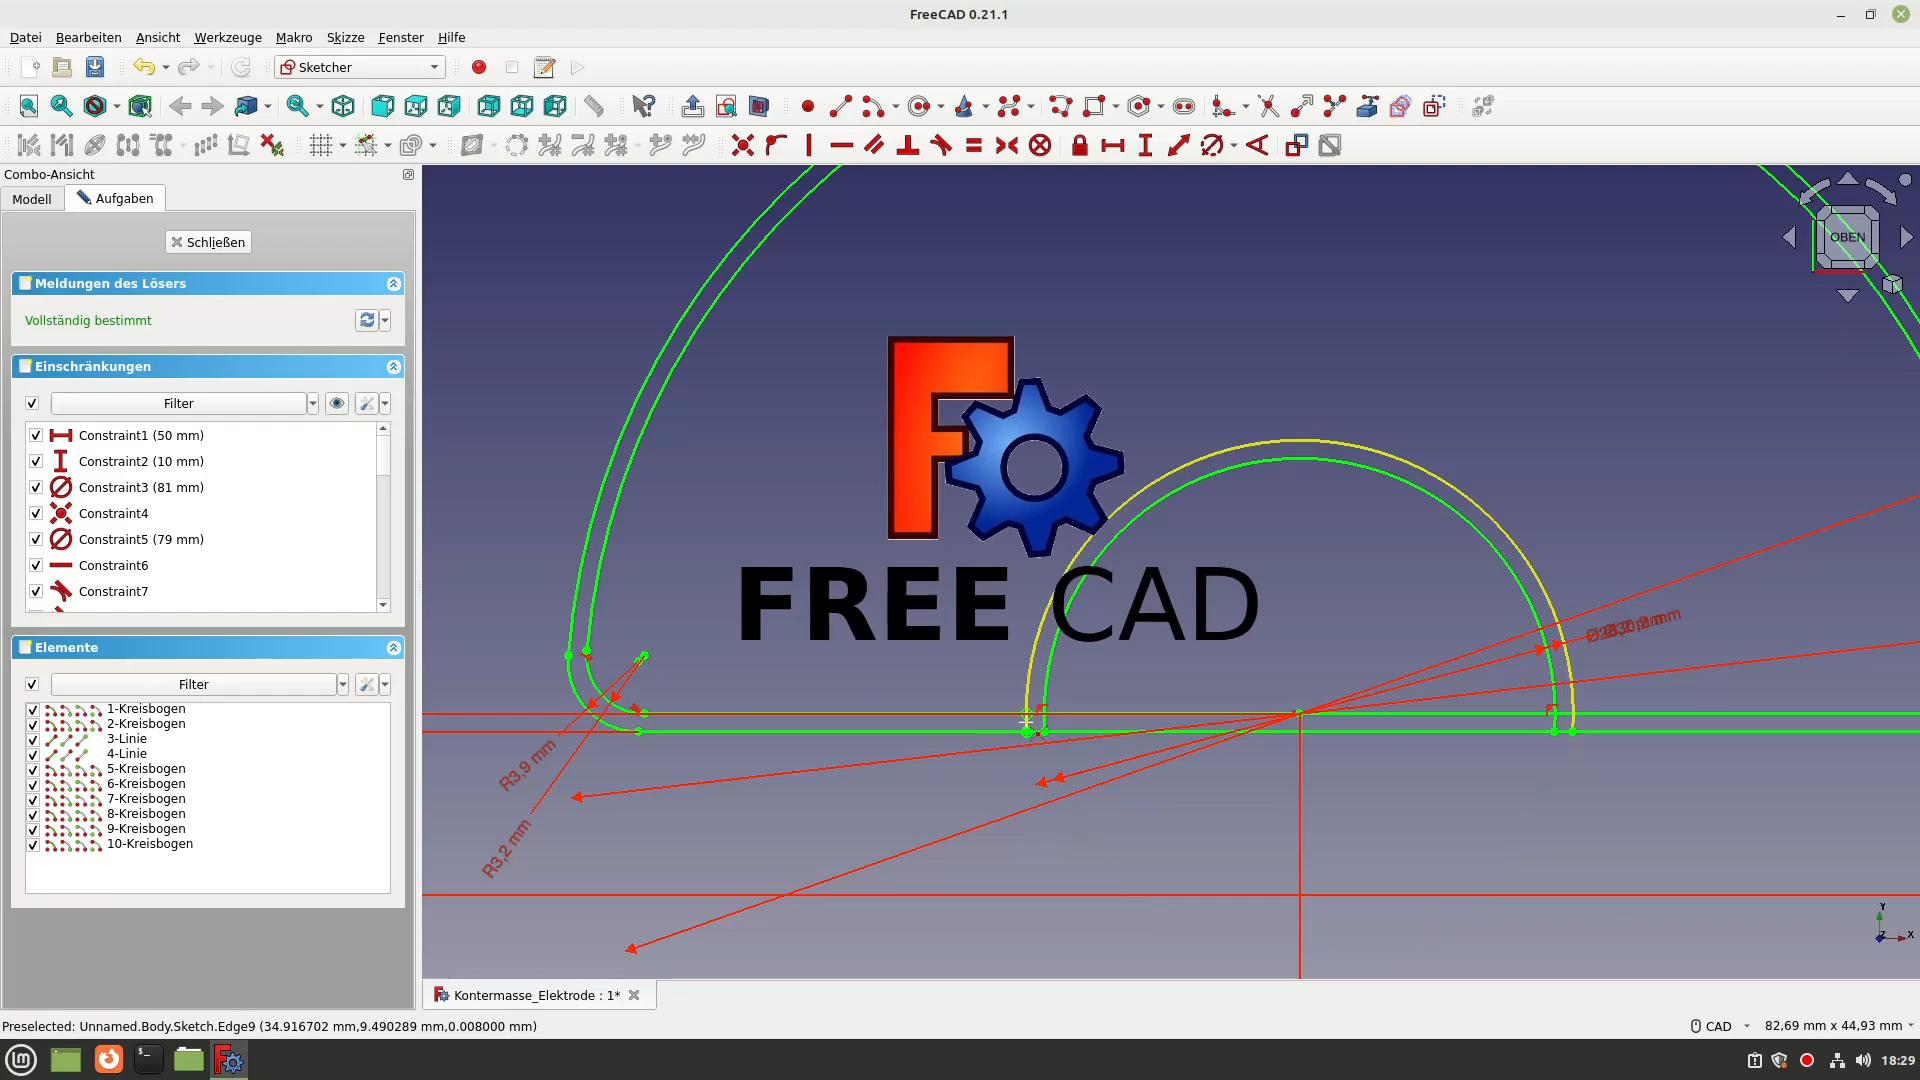 FreeCAD 0.21.1
Datei Bearbeiten Ansicht Werkzeuge Makro Skizze Fenster Hilfe
Sketcher
Combo-Ansicht
Modell Aufgaben
Schließen
Meldungen des Lösers
Vollständig bestimmt
Einschränkungen
Filter
Constraint1 (50 mm)
Constraint2 (10 mm)
Constraint3 (81 mm)
Constraint4
Constraint5 (79 mm)
Constraint6
Constraint7
Elemente
Filter
1-Kreisbogen
2-Kreisbogen
3-Linie
4-Linie
5-Kreisbogen
6-Kreisbogen
7-Kreisbogen
8-Kreisbogen
9-Kreisbogen
10-Kreisbogen
OBEN
FREE CAD
R3,9 mm
R3,2 mm
Y
Z
X
Kontermasse_Elektrode : 1*
Preselected: Unnamed.Body.Sketch.Edge9 (34.916702 mm,9.490289 mm,0.008000 mm)
CAD
82,69 mm x 44,93 mm
18:29